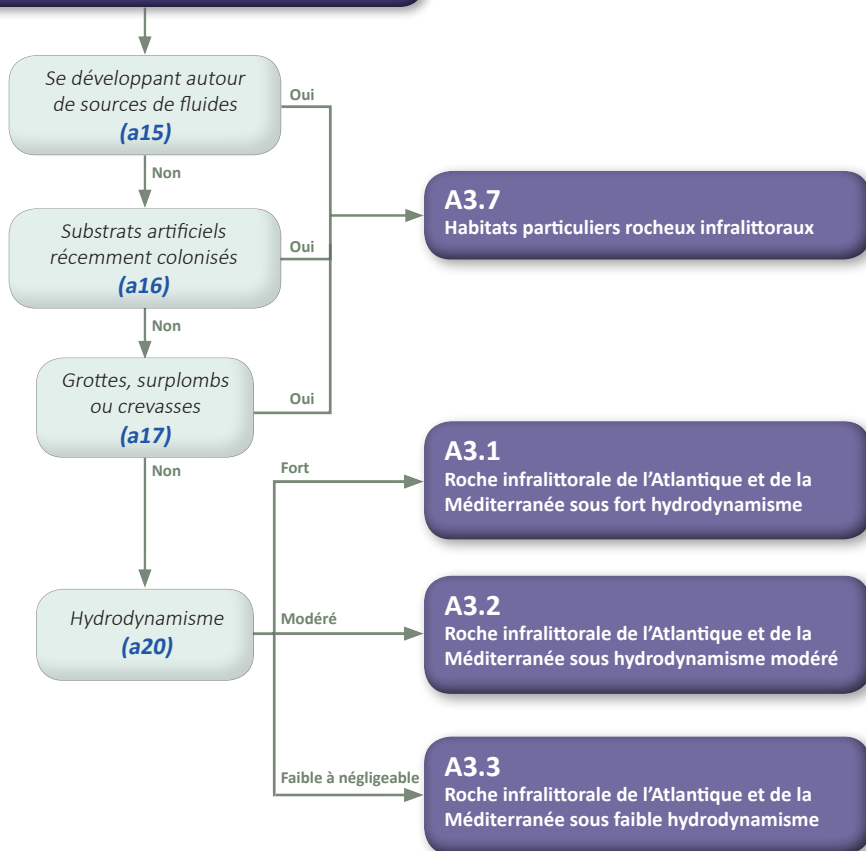 Se développant autour
de sources de fluides
(a15)
Oui
Non
Substrats artificiels
récemment colonisés
(a16)
Oui
Non
A3.7
Habitats particuliers rocheux infralittoraux
Grottes, surplombs
ou crevasses
(a17)
Oui
Non
Fort
A3.1
Roche infralittorale de l’Atlantique et de la
Méditerranée sous fort hydrodynamisme
Hydrodynamisme
(a20)
Modéré
A3.2
Roche infralittorale de l’Atlantique et de la
Méditerranée sous hydrodynamisme modéré
Faible à négligeable
A3.3
Roche infralittorale de l’Atlantique et de la
Méditerranée sous faible hydrodynamisme